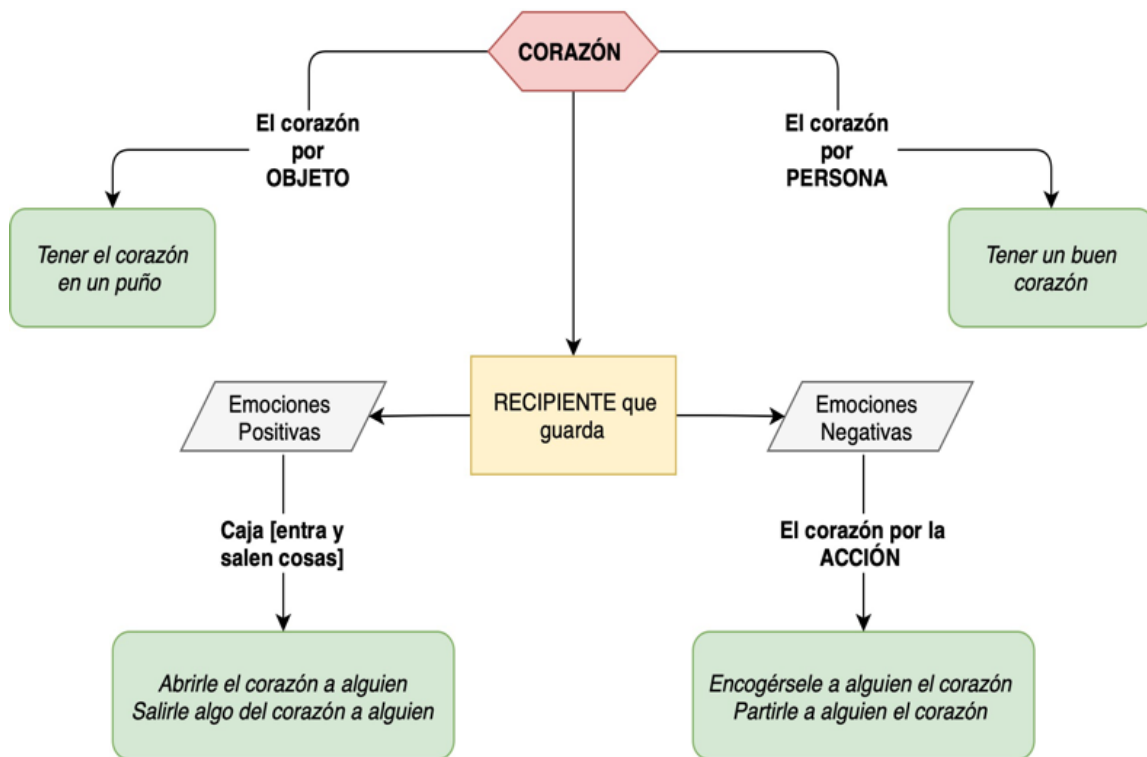 CORAZÓN
El corazón
por
OBJETO
El corazón
por
PERSONA
Tener el corazón
en un puño
Tener un buen
corazón
Emociones
Positivas
RECIPIENTE que
guarda
Emociones
Negativas
Caja [entra y
salen cosas]
El corazón por la
ACCIÓN
Abrirle el corazón a alguien
Salirle algo del corazón a alguien
Encogérsele a alguien el corazón
Partirle a alguien el corazón